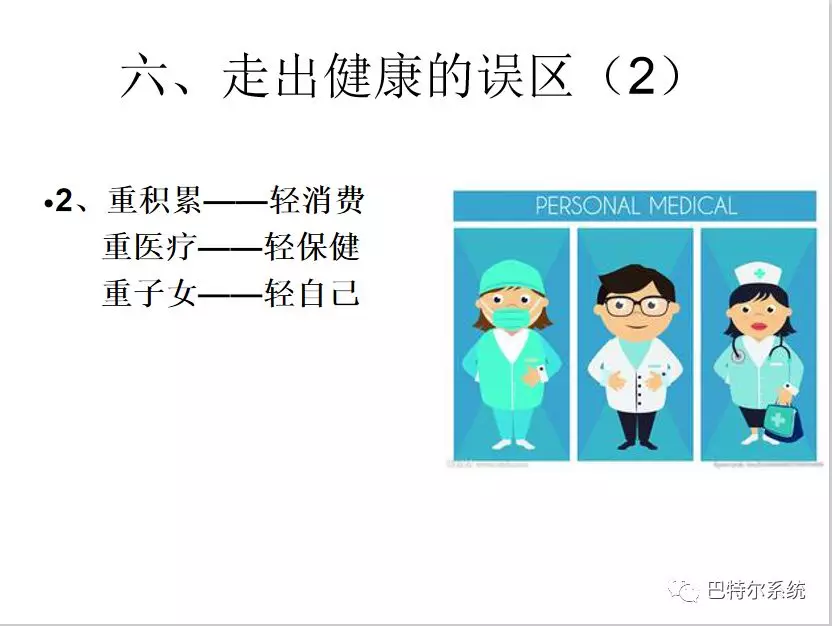 六、走出健康的误区（2）
•2、重积累——轻消费
重医疗——轻保健
重子女——轻自己
PERSONAL MEDICAL
巴特尔系统